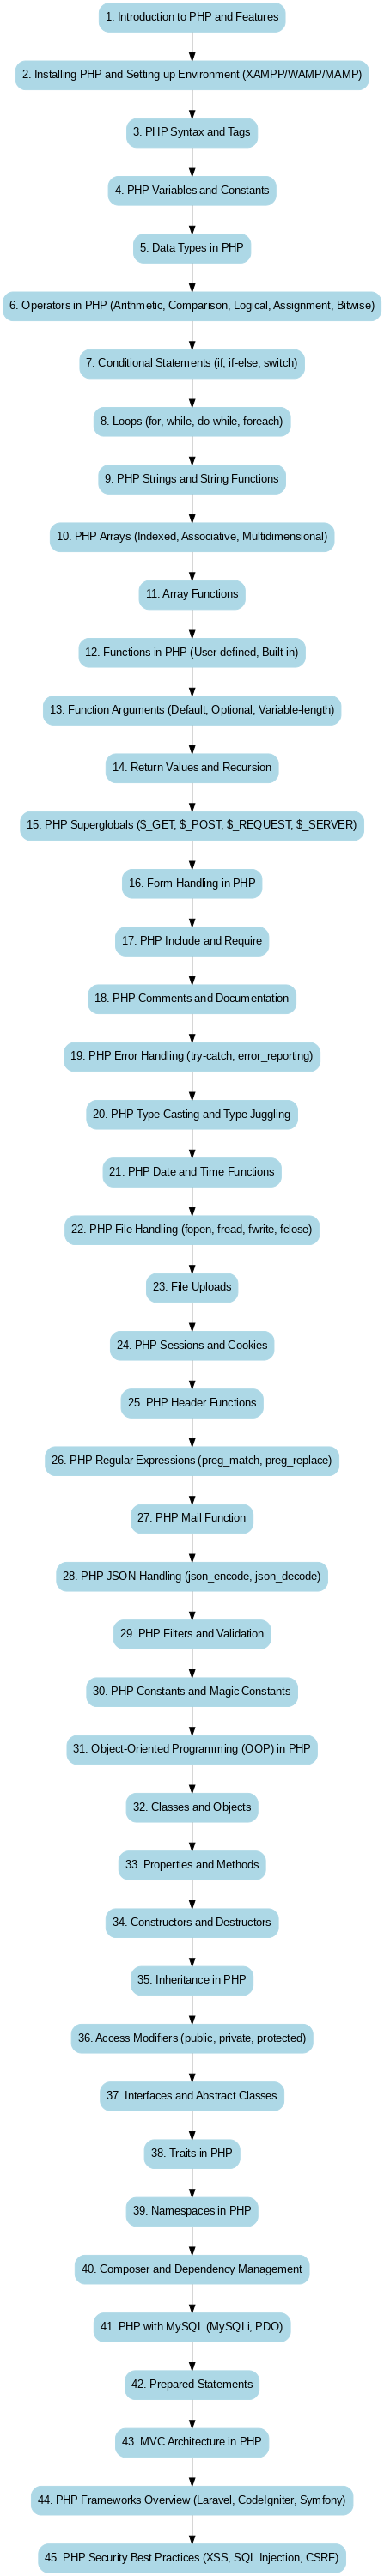 1. Introduction to PHP and Features
2. Installing PHP and Setting up Environment (XAMPP/WAMP/MAMP)
3. PHP Syntax and Tags
4. PHP Variables and Constants
5. Data Types in PHP
6. Operators in PHP (Arithmetic, Comparison, Logical, Assignment, Bitwise)
7. Conditional Statements (if, if-else, switch)
8. Loops (for, while, do-while, foreach)
9. PHP Strings and String Functions
10. PHP Arrays (Indexed, Associative, Multidimensional)
11. Array Functions
12. Functions in PHP (User-defined, Built-in)
13. Function Arguments (Default, Optional, Variable-length)
14. Return Values and Recursion
15. PHP Superglobals ($_GET, $_POST, $_REQUEST, $_SERVER)
16. Form Handling in PHP
17. PHP Include and Require
18. PHP Comments and Documentation
19. PHP Error Handling (try-catch, error_reporting)
20. PHP Type Casting and Type Juggling
21. PHP Date and Time Functions
22. PHP File Handling (fopen, fread, fwrite, fclose)
23. File Uploads
24. PHP Sessions and Cookies
25. PHP Header Functions
26. PHP Regular Expressions (preg_match, preg_replace)
27. PHP Mail Function
28. PHP JSON Handling (json_encode, json_decode)
29. PHP Filters and Validation
30. PHP Constants and Magic Constants
31. Object-Oriented Programming (OOP) in PHP
32. Classes and Objects
33. Properties and Methods
34. Constructors and Destructors
35. Inheritance in PHP
36. Access Modifiers (public, private, protected)
37. Interfaces and Abstract Classes
38. Traits in PHP
39. Namespaces in PHP
40. Composer and Dependency Management
41. PHP with MySQL (MySQLi, PDO)
42. Prepared Statements
43. MVC Architecture in PHP
44. PHP Frameworks Overview (Laravel, CodeIgniter, Symfony)
45. PHP Security Best Practices (XSS, SQL Injection, CSRF)